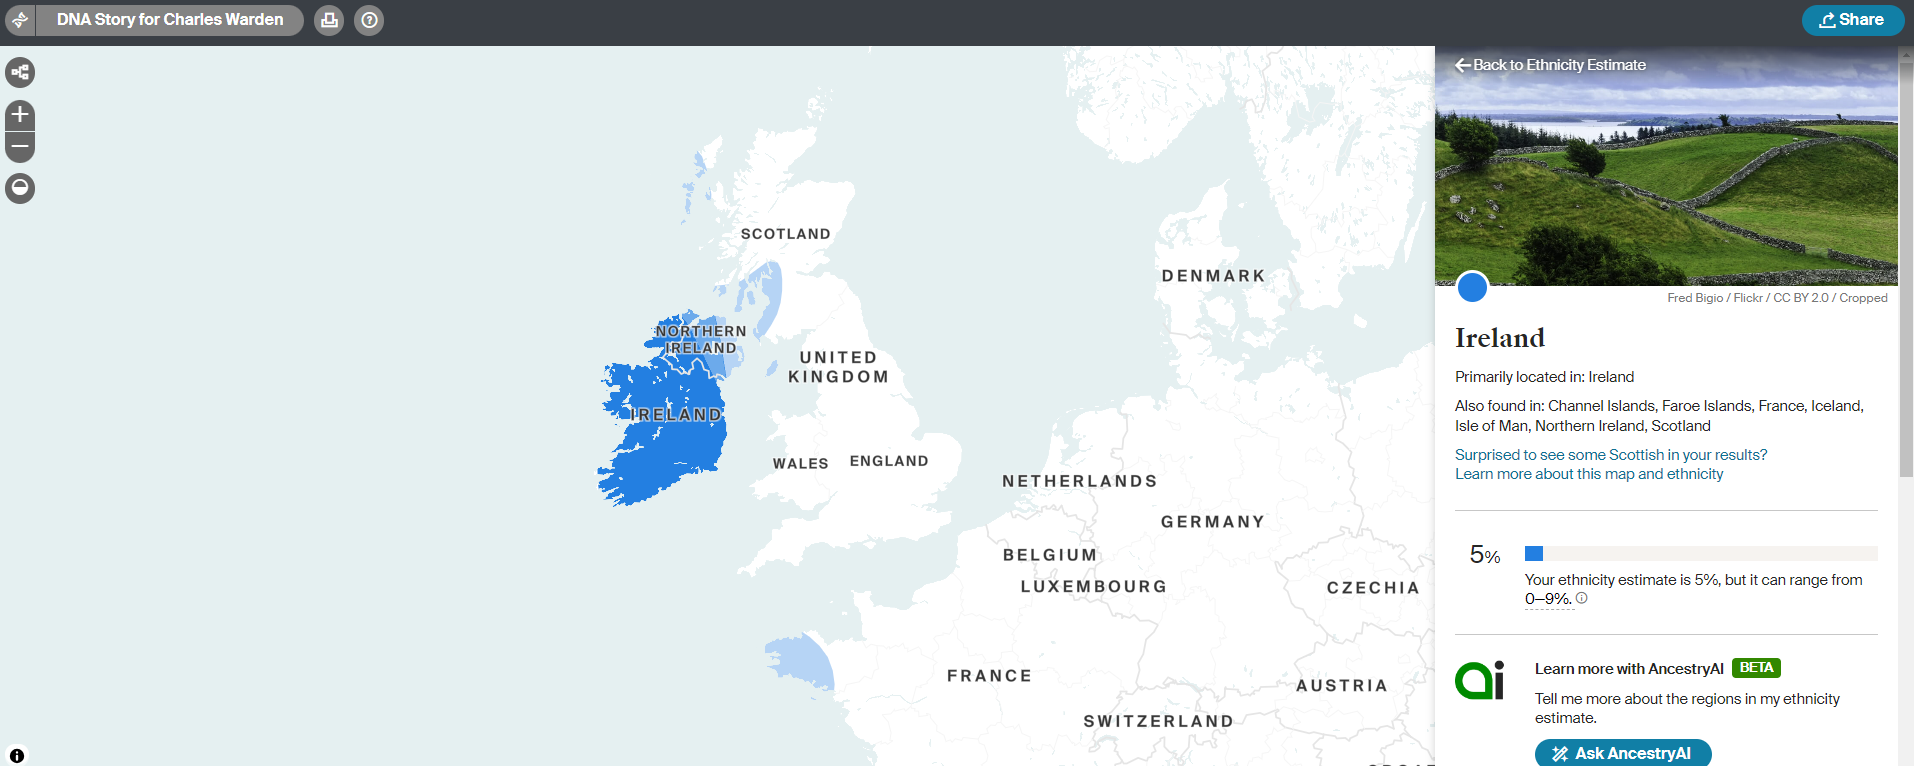 DNA Story for Charles Warden
Share
Back to Ethnicity Estimate
SCOTLAND
DENMARK
NORTHERN
IRELAND
UNITED
KINGDOM
IRELAND
WALES
ENGLAND
NETHERLANDS
GERMANY
BELGIUM
LUXEMBOURG
CZECHIA
FRANCE
AUSTRIA
SWITZERLAND
Fred Bigio / Flickr / CC BY 2.0 / Cropped
Ireland
Primarily located in: Ireland
Also found in: Channel Islands, Faroe Islands, France, Iceland,
Isle of Man, Northern Ireland, Scotland
Surprised to see some Scottish in your results?
Learn more about this map and ethnicity
5%
Your ethnicity estimate is 5%, but it can range from
0—9%.
ai
Learn more with AncestryAI BETA
Tell me more about the regions in my ethnicity
estimate.
Ask AncestryAI